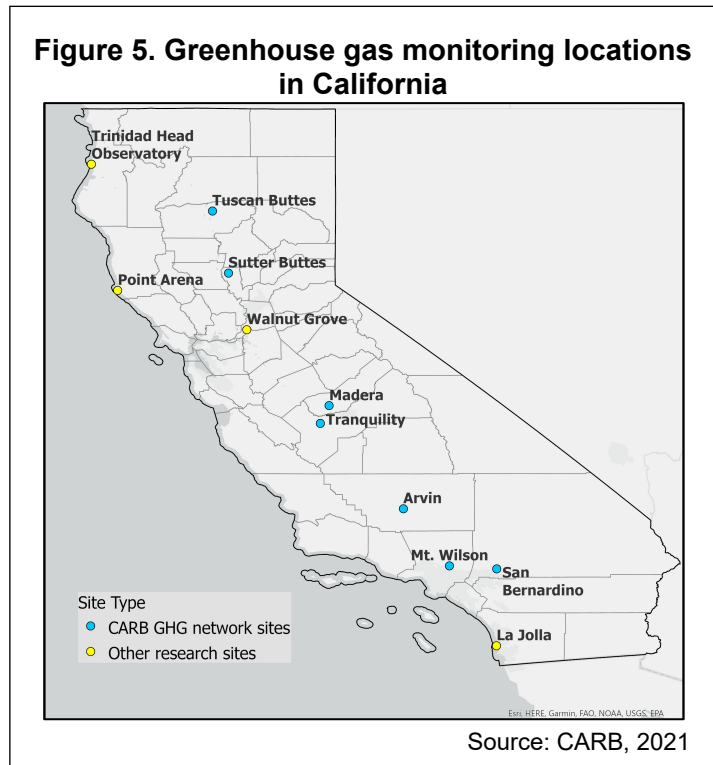 Figure 5. Greenhouse gas monitoring locations
in California
Trinidad Head
Observatory
Tuscan Buttes
Sutter Buttes
Point Arena
Walnut Grove
Madera
Tranquility
Arvin
Mt. Wilson
San
Bernardino
La Jolla
Site Type
CARB GHG network sites
Other research sites
Esri, HERE, Garmin, FAO, NOAA, USGS, EPA
Source: CARB, 2021